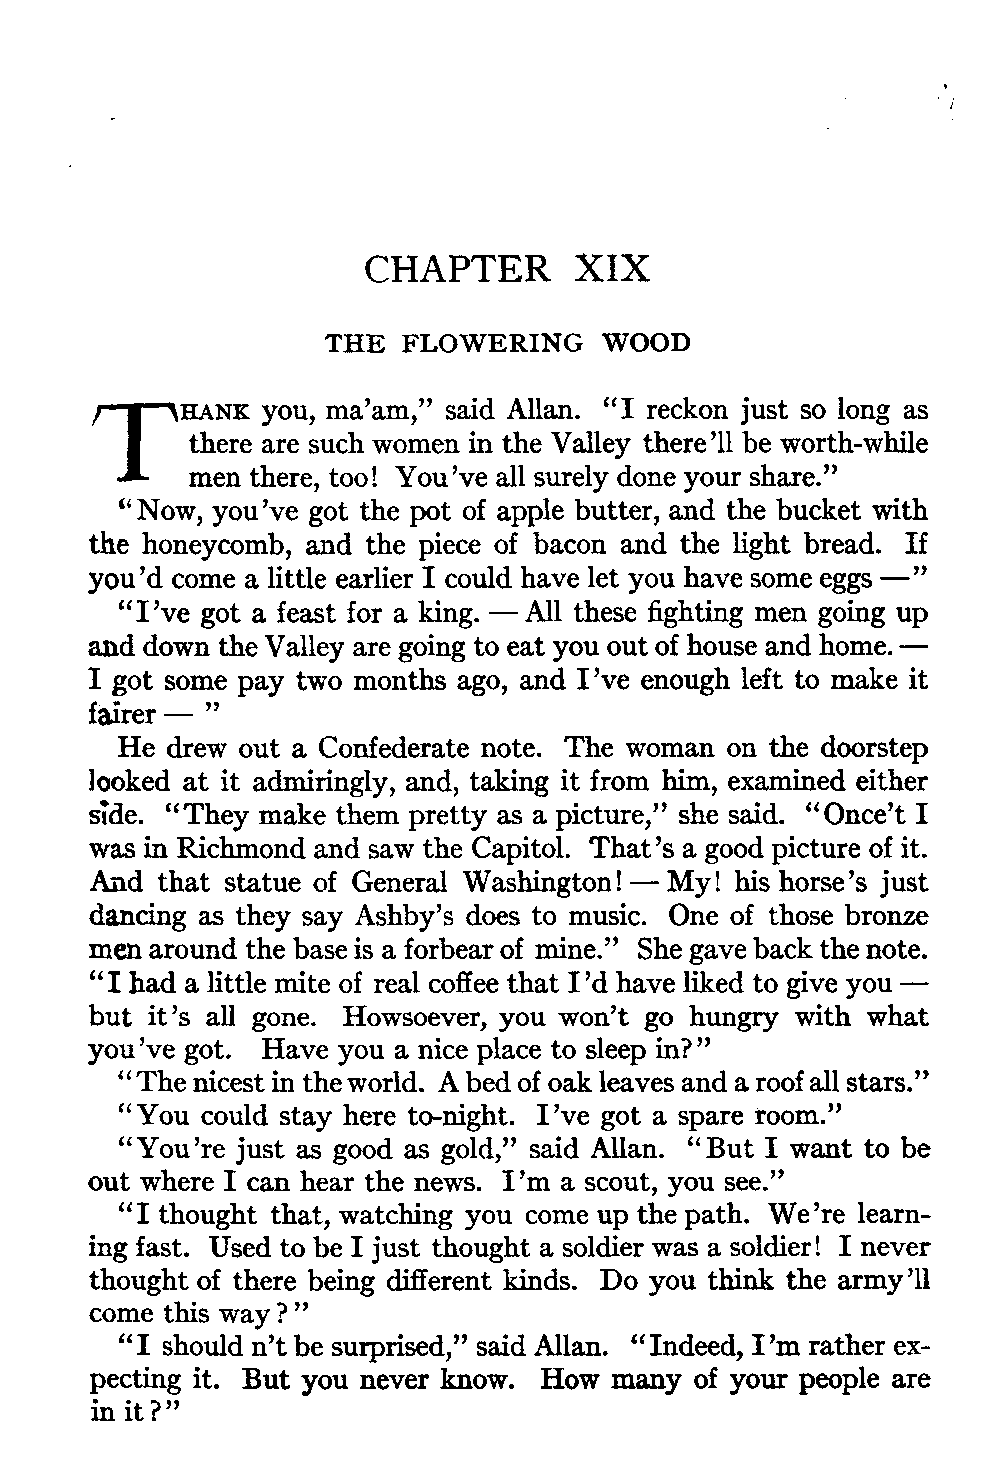 CHAPTER XIX
THE FLOWERING WOOD
THANK you, ma'am," said Allan. "I reckon just so long as
there are such women in the Valley there'll be worth-while
men there, too! You've all surely done your share."
"Now, you've got the pot of apple butter, and the bucket with
the honeycomb, and the piece of bacon and the light bread. If
you'd come a little earlier I could have let you have some eggs —"
"I've got a feast for a king. — All these fighting men going up
and down the Valley are going to eat you out of house and home. —
I got some pay two months ago, and I've enough left to make it
fairer — "
He drew out a Confederate note. The woman on the doorstep
looked at it admiringly, and, taking it from him, examined either
side. "They make them pretty as a picture," she said. "Once't I
was in Richmond and saw the Capitol. That's a good picture of it.
And that statue of General Washington! — My! his horse's just
dancing as they say Ashby's does to music. One of those bronze
men around the base is a forbear of mine." She gave back the note.
"I had a little mite of real coffee that I'd have liked to give you —
but it's all gone. Howsoever, you won't go hungry with what
you've got. Have you a nice place to sleep in?"
"The nicest in the world. A bed of oak leaves and a roof all stars."
"You could stay here to-night. I've got a spare room."
"You're just as good as gold," said Allan. "But I want to be
out where I can hear the news. I'm a scout, you see."
"I thought that, watching you come up the path. We're learn-
ing fast. Used to be I just thought a soldier was a soldier! I never
thought of there being different kinds. Do you think the army'll
come this way?"
"I should n't be surprised," said Allan. "Indeed, I'm rather ex-
pecting it. But you never know. How many of your people are
in it?"